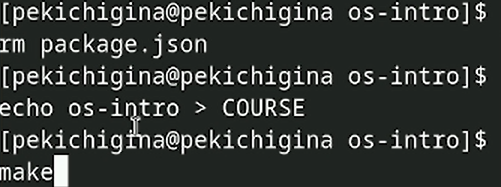 [pekichigina@pekichigina os-intro]$
rm package.json
[pekichigina@pekichigina os-intro]$
echo os-intro > COURSE
[pekichigina@pekichigina os-intro]$
make